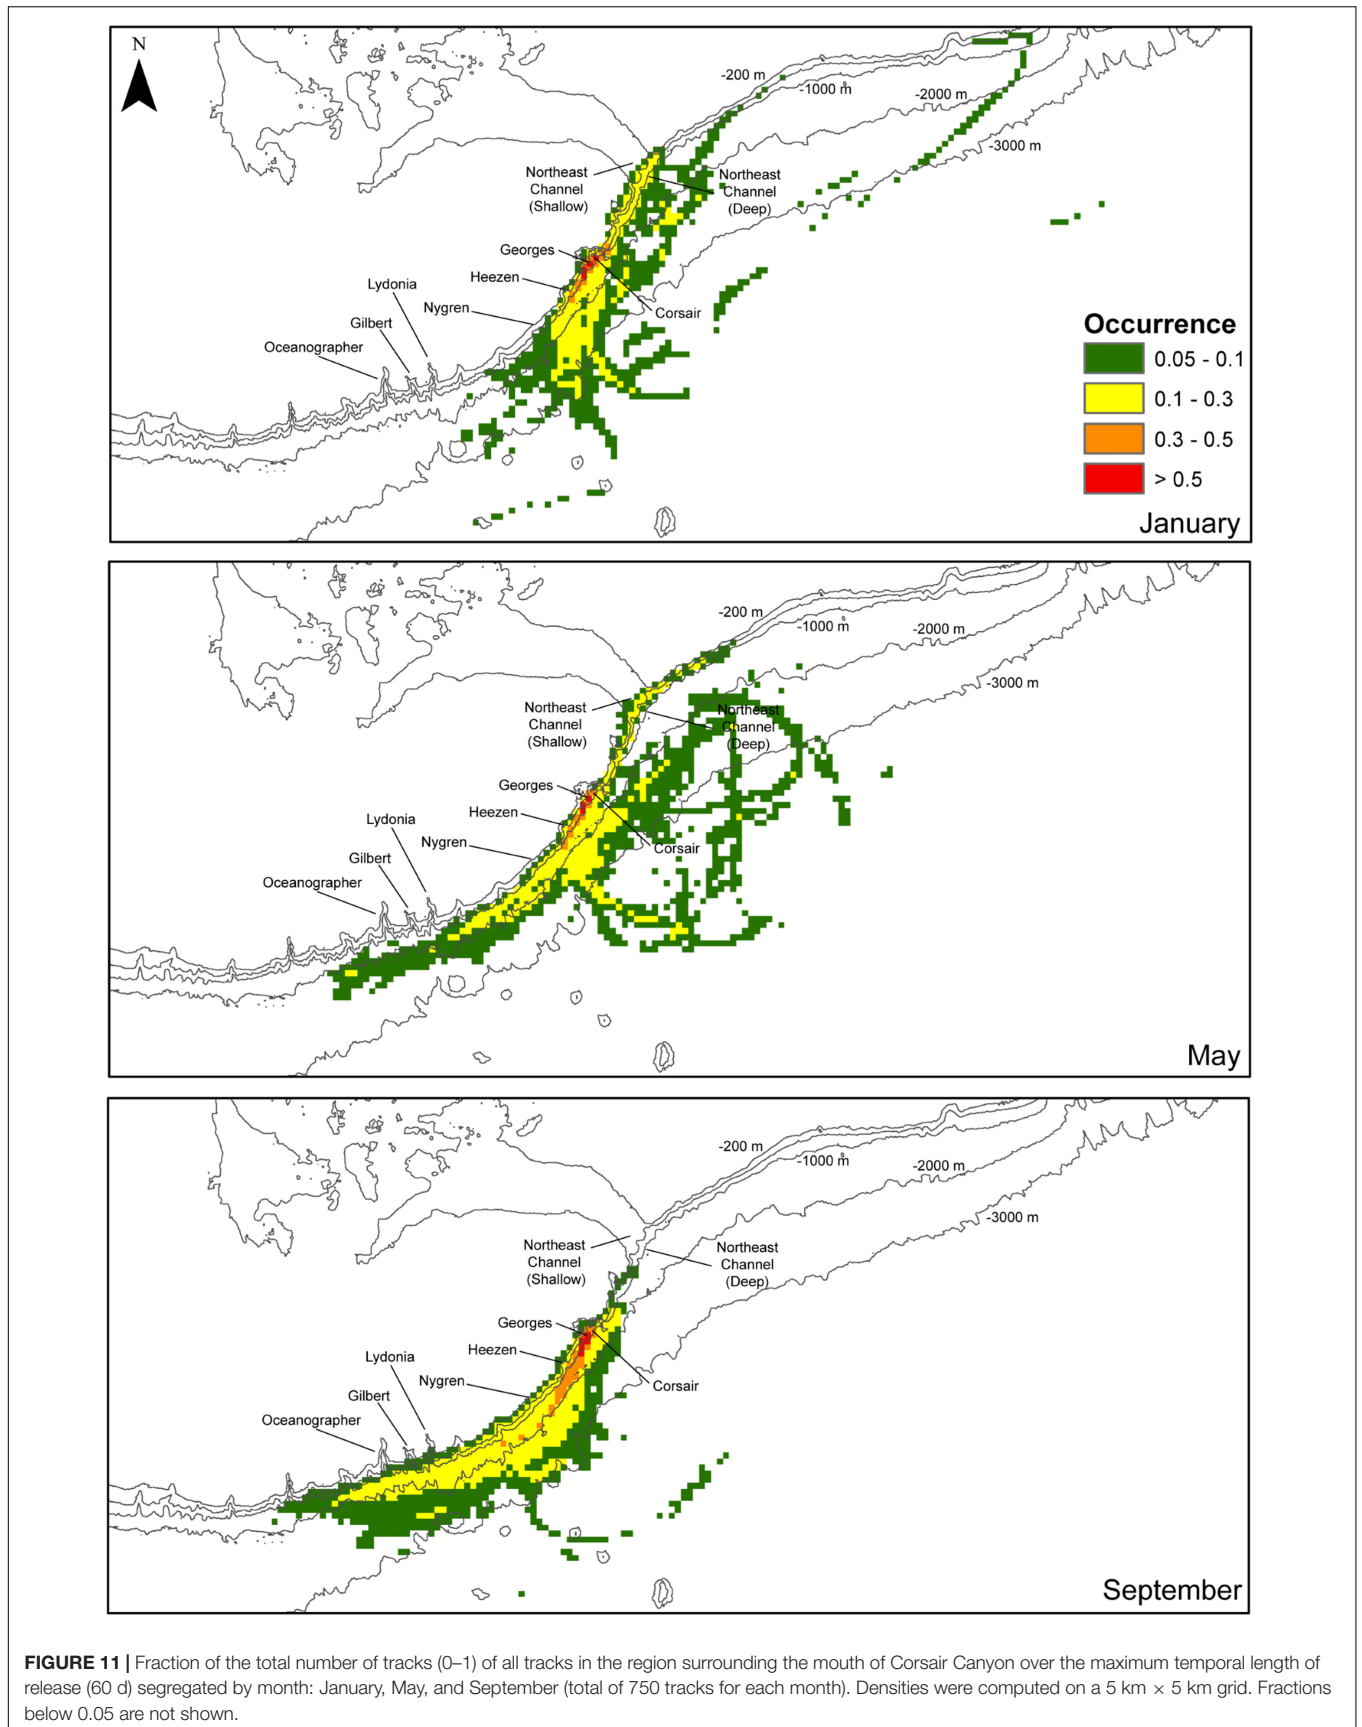 N
-200 m
-1000 m
-2000 m
-3000 m
Northeast
Channel
(Shallow)
Northeast
Channel
(Deep)
Georges
Heezen
Lydonia
Nygren
Corsair
Gilbert
Oceanographer
Occurrence
0.05 - 0.1
0.1 - 0.3
0.3 - 0.5
> 0.5
January
-200 m
-1000 m
-2000 m
-3000 m
Northeast
Channel
(Shallow)
Northeast
Channel
(Deep)
Georges
Heezen
Lydonia
Nygren
Corsair
Gilbert
Oceanographer
May
-200 m
-1000 m
-2000 m
-3000 m
Northeast
Channel
(Shallow)
Northeast
Channel
(Deep)
Georges
Heezen
Lydonia
Nygren
Corsair
Gilbert
Oceanographer
September
FIGURE 11 | Fraction of the total number of tracks (0–1) of all tracks in the region surrounding the mouth of Corsair Canyon over the maximum temporal length of
release (60 d) segregated by month: January, May, and September (total of 750 tracks for each month). Densities were computed on a 5 km × 5 km grid. Fractions
below 0.05 are not shown.